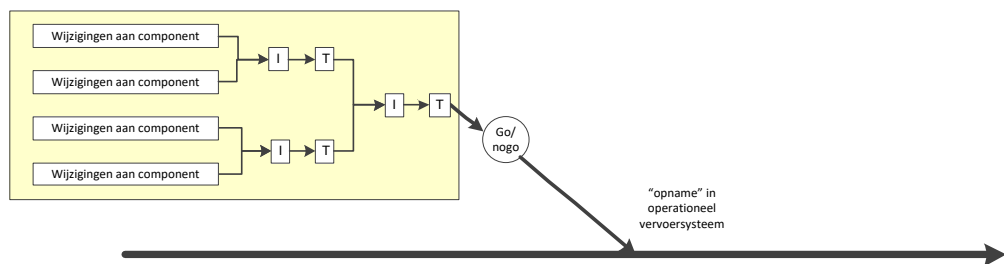 Wijzigingen aan component
I
T
Wijzigingen aan component
I
T
Wijzigingen aan component
I
T
Wijzigingen aan component
Go/
nogo
“opname” in
operationeel
vervoersysteem